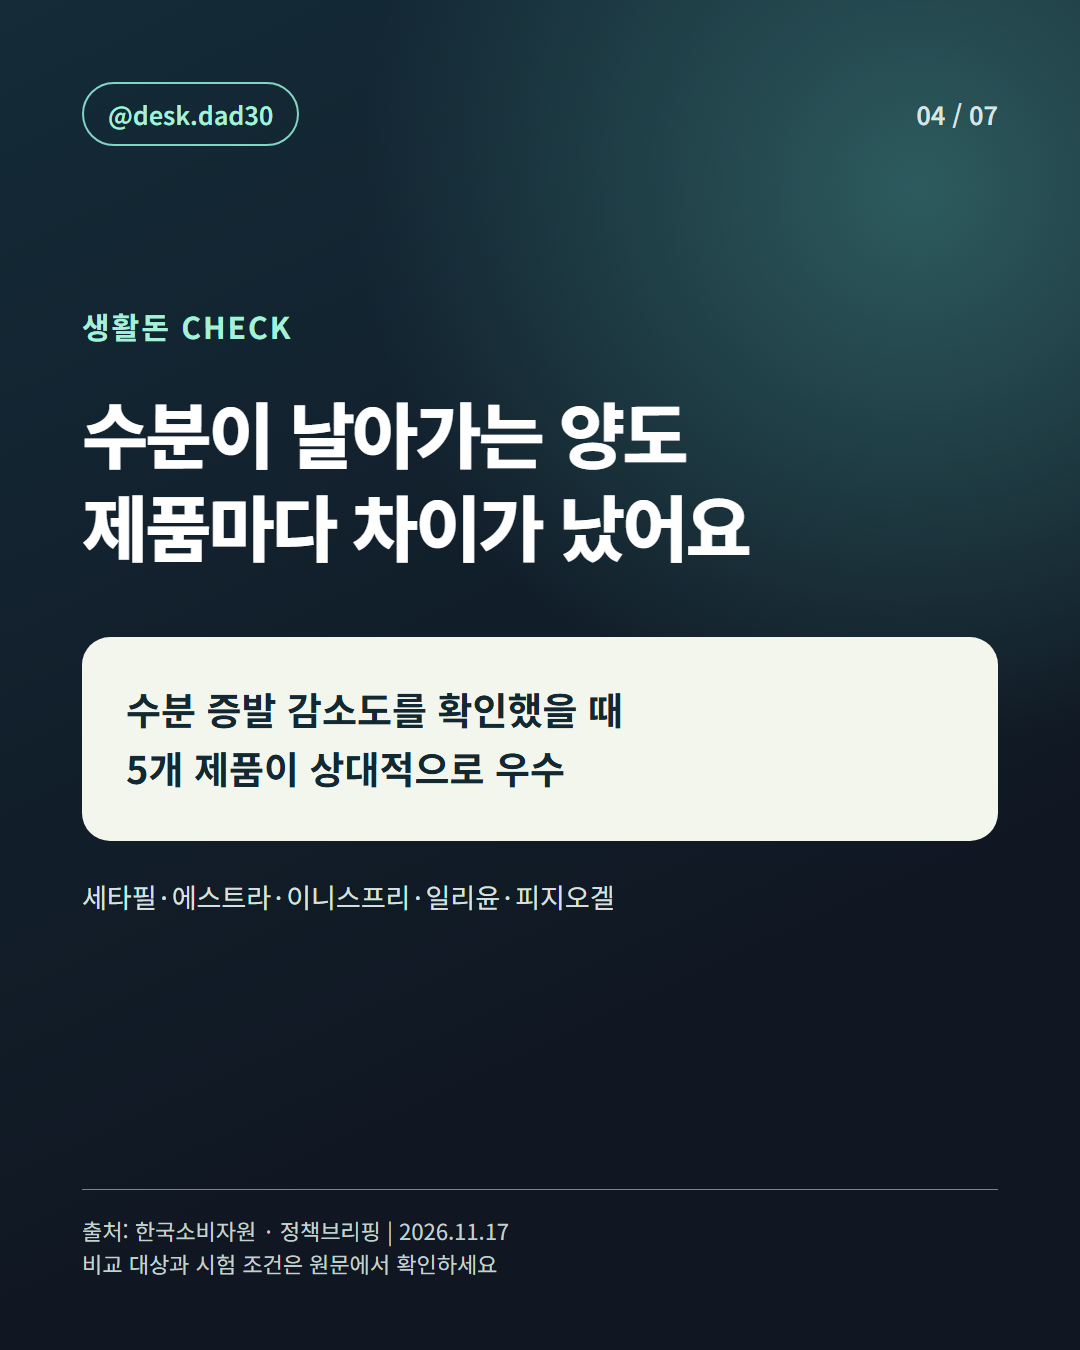 @desk.dad30
04 / 07
생활돈 CHECK
수분이 날아가는 양도
제품마다 차이가 났어요
수분 증발 감소도를 확인했을 때
5개 제품이 상대적으로 우수
세타필·에스트라·이니스프리·일리윤·피지오겔
출처: 한국소비자원 · 정책브리핑 | 2026.11.17
비교 대상과 시험 조건은 원문에서 확인하세요